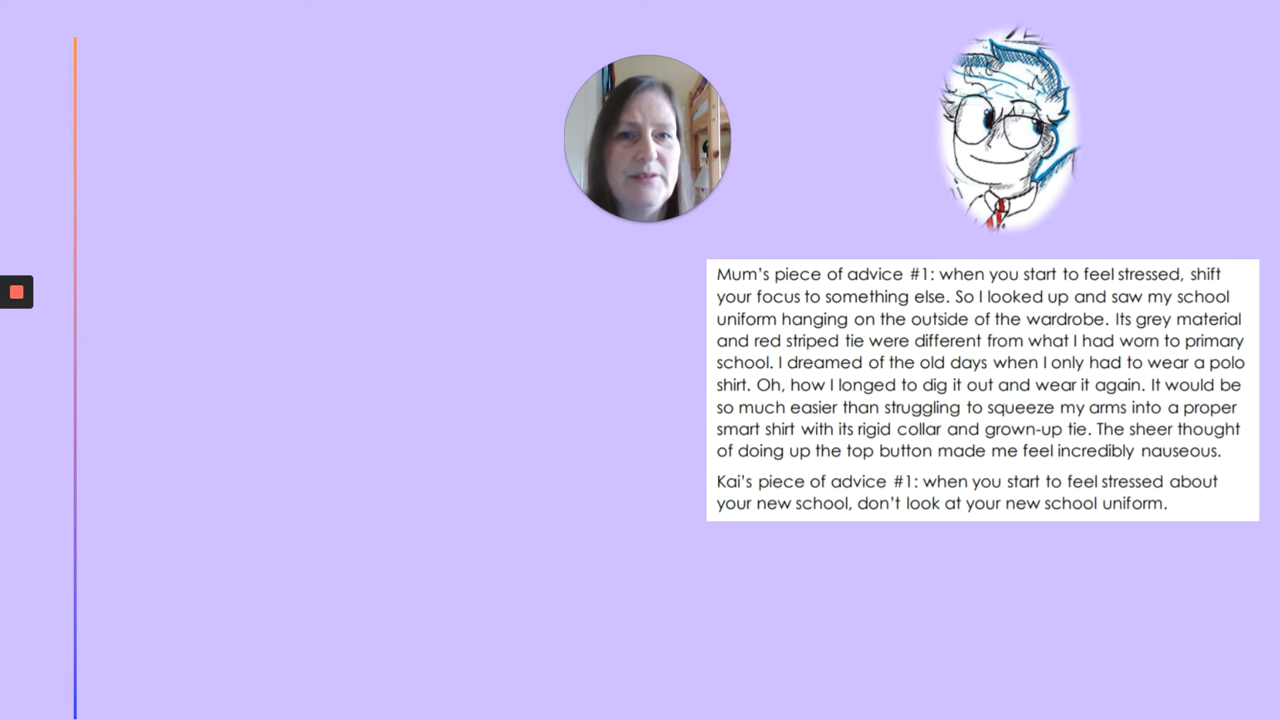 Mum's piece of advice #1: when you start to feel stressed, shift
your focus to something else. So I looked up and saw my school
uniform hanging on the outside of the wardrobe. Its grey material
and red striped tie were different from what I had worn to primary
school. I dreamed of the old days when I only had to wear a polo
shirt. Oh, how I longed to dig it out and wear it again. It would be
so much easier than struggling to squeeze my arms into a proper
smart shirt with its rigid collar and grown-up tie. The sheer thought
of doing up the top button made me feel incredibly nauseous.
Kai's piece of advice #1: when you start to feel stressed about
your new school, don't look at your new school uniform.